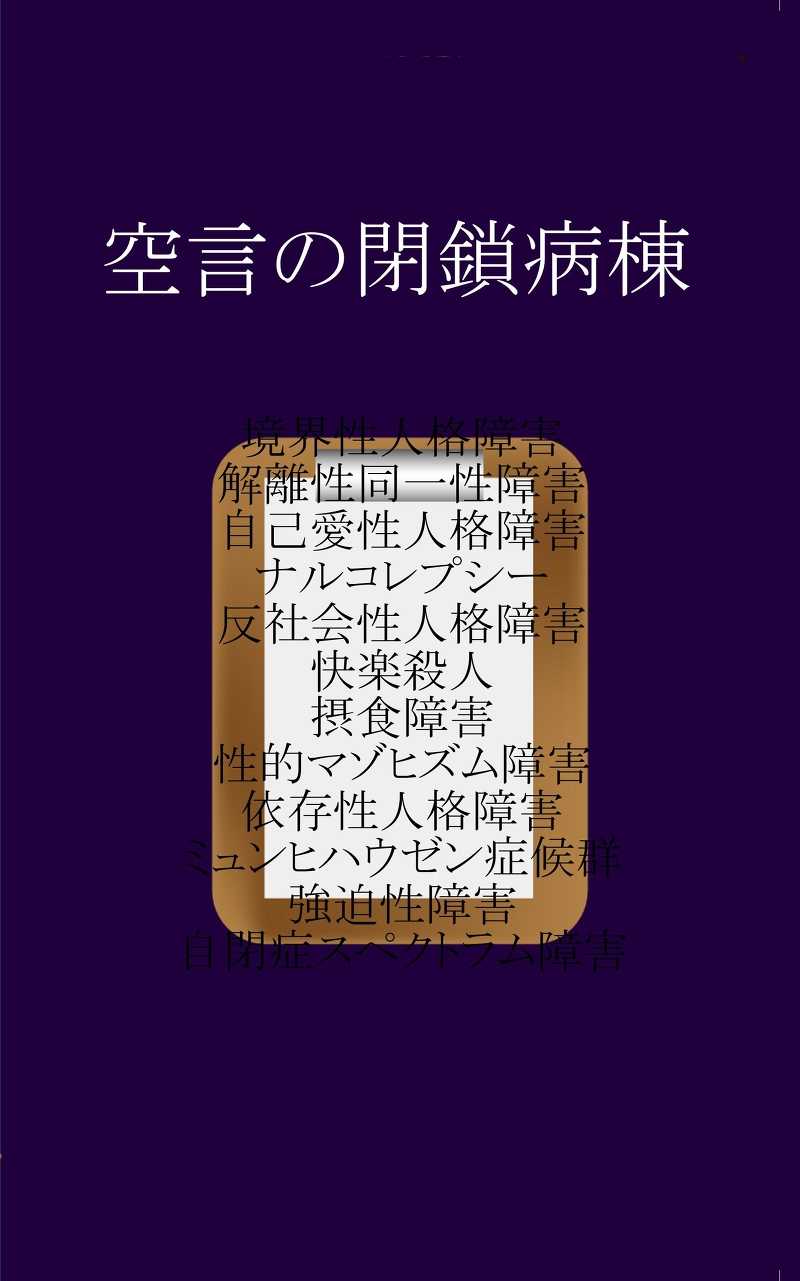 空言の閉鎖病棟
境界性人格障害
解離性同一性障害
自己愛性人格障害
ナルコレプシー
反社会性人格障害
快楽殺人
摂食障害
性的マゾヒズム障害
依存性人格障害
ミュンヒハウゼン症候群
強迫性障害
自閉症スペクトラム障害